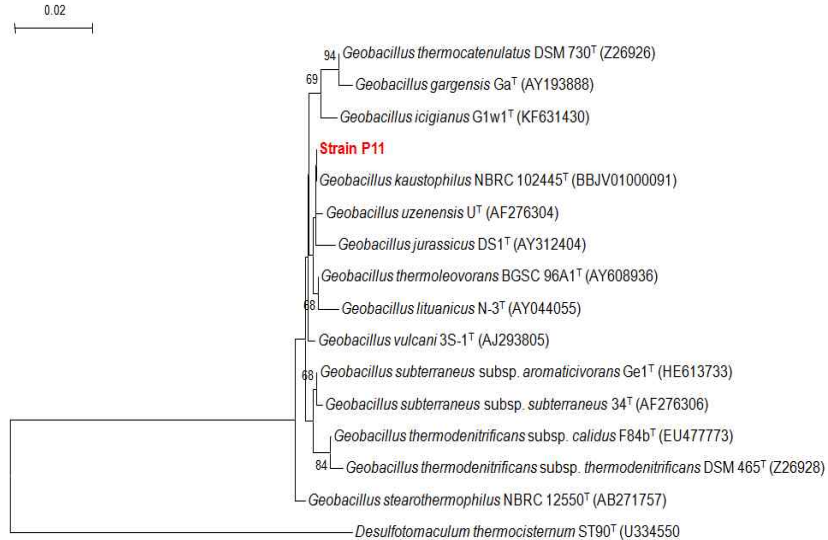 0.02
94
Geobacillus thermocatenulatus DSM 730T (Z26926)
69
Geobacillus gargensis GaT (AY193888)
Geobacillus icigianus G1w1T (KF631430)
Strain P11
Geobacillus kaustophilus NBRC 102445T (BBJV01000091)
Geobacillus uzenensis UT (AF276304)
Geobacillus jurassicus DS1T (AY312404)
Geobacillus thermoleovorans BGSC 96A1T (AY608936)
68
Geobacillus lituanicus N-3T (AY044055)
Geobacillus vulcani 3S-1T (AJ293805)
68
Geobacillus subterraneus subsp. aromaticivorans Ge1T (HE613733)
Geobacillus subterraneus subsp. subterraneus 34T (AF276306)
Geobacillus thermodenitrificans subsp. calidus F84bT (EU477773)
84
Geobacillus thermodenitrificans subsp. thermodenitrificans DSM 465T (Z26928)
Geobacillus stearothermophilus NBRC 12550T (AB271757)
Desulfotomaculum thermocisternum ST90T (U334550